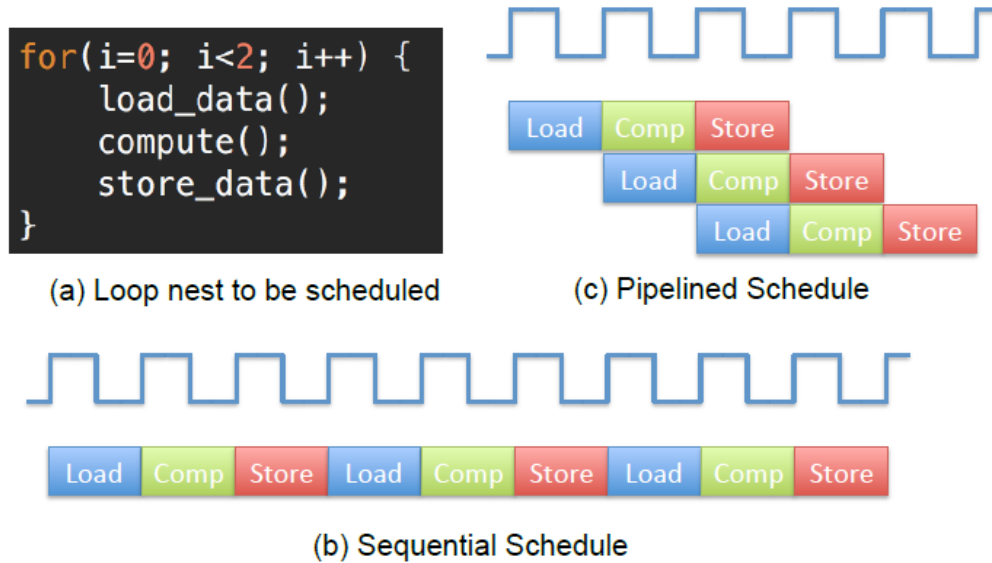 for(i=0; i<2; i++) {
load_data();
compute();
store_data();
}
(a) Loop nest to be scheduled
Load Comp Store
Load Comp Store
Load Comp Store
(c) Pipelined Schedule
Load Comp Store Load Comp Store Load Comp Store
(b) Sequential Schedule